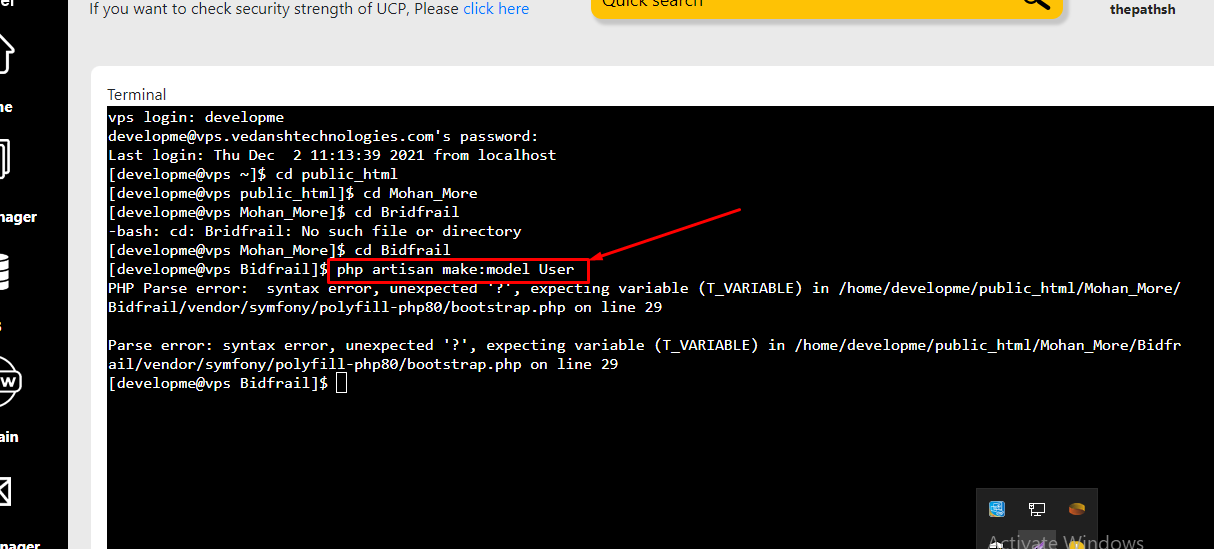 If you want to check security strength of UCP, Please click here
Quick search
thepathsh
Terminal
vps login: developme
developme@vps.vedanshtechnologies.com's password:
Last login: Thu Dec  2 11:13:39 2021 from localhost
[developme@vps ~]$ cd public_html
[developme@vps public_html]$ cd Mohan_More
[developme@vps Mohan_More]$ cd Bridfrail
-bash: cd: Bridfrail: No such file or directory
[developme@vps Mohan_More]$ cd Bidfrail
[developme@vps Bidfrail]$ php artisan make:model User
PHP Parse error:  syntax error, unexpected '?', expecting variable (T_VARIABLE) in /home/developme/public_html/Mohan_More/
Bidfrail/vendor/symfony/polyfill-php80/bootstrap.php on line 29
Parse error: syntax error, unexpected '?', expecting variable (T_VARIABLE) in /home/developme/public_html/Mohan_More/Bidfr
ail/vendor/symfony/polyfill-php80/bootstrap.php on line 29
[developme@vps Bidfrail]$
me
nager
W
ain
nager
Activate Windows